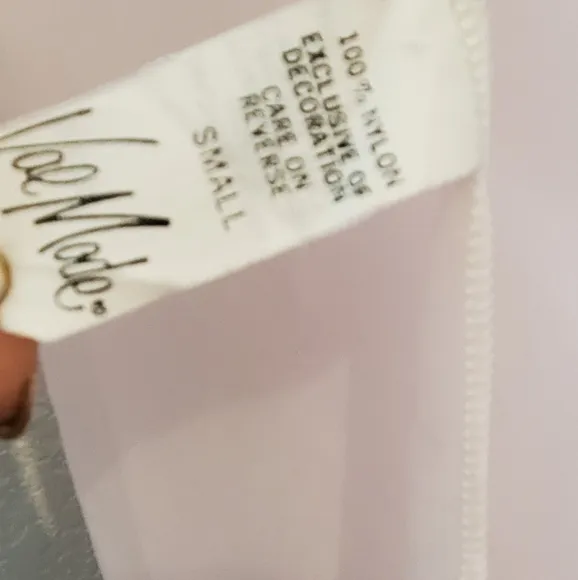 Val Mode®
SMALL
100% NYLON
EXCLUSIVE OF
DECORATION
CARE ON
REVERSE